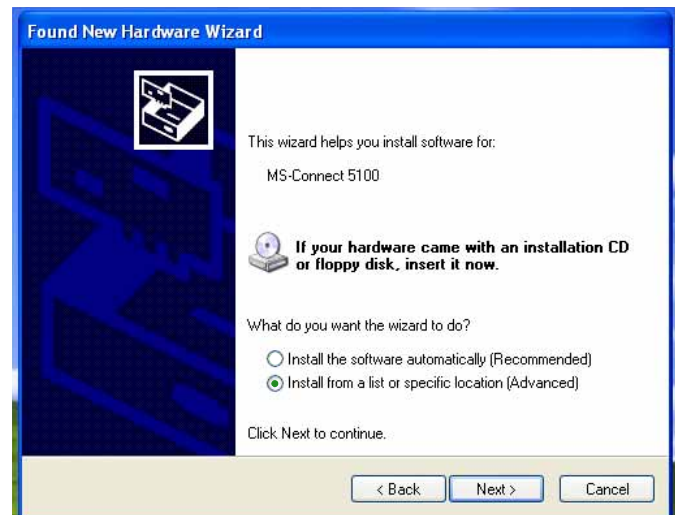 Found New Hardware Wizard
This wizard helps you install software for:
MS-Connect 5100
If your hardware came with an installation CD
or floppy disk, insert it now.
What do you want the wizard to do?
Install the software automatically (Recommended)
Install from a list or specific location (Advanced)
Click Next to continue.
< Back Next > Cancel